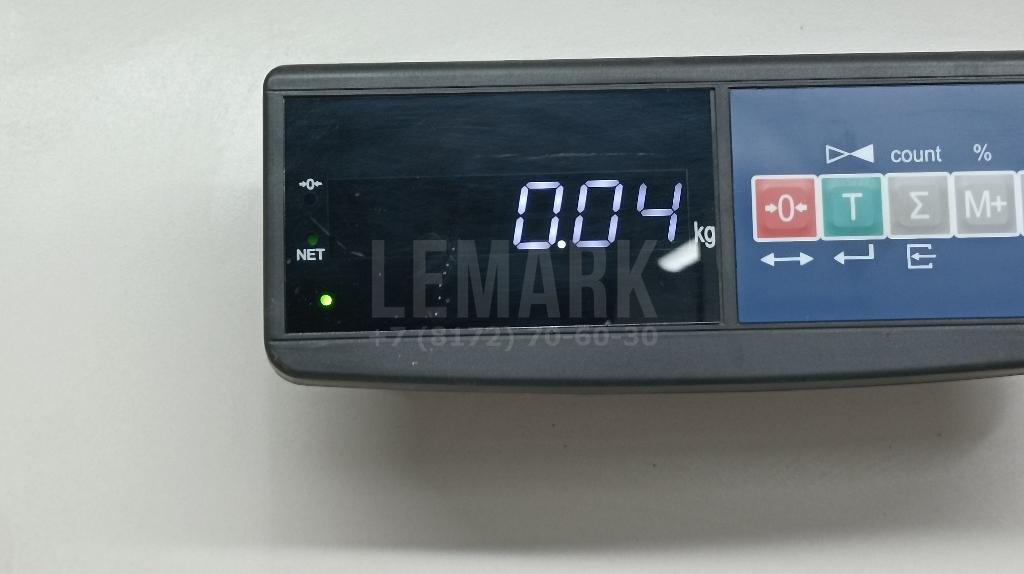 count %
→0← T Σ M+
→0←
0.04 kg
NET
LEMARK
+7 (8172) 70-60-30